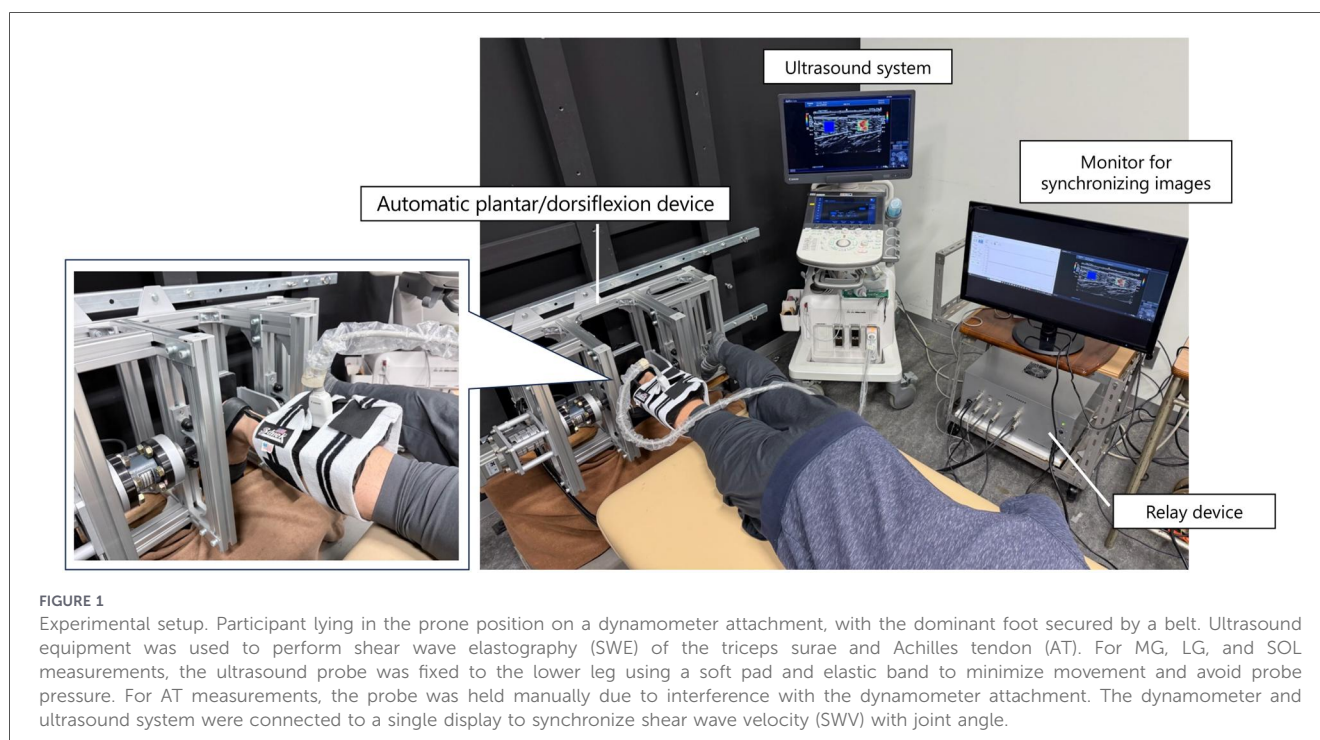 Ultrasound system
Monitor for
synchronizing images
Automatic plantar/dorsiflexion device
Relay device
FIGURE 1
Experimental setup. Participant lying in the prone position on a dynamometer attachment, with the dominant foot secured by a belt. Ultrasound
equipment was used to perform shear wave elastography (SWE) of the triceps surae and Achilles tendon (AT). For MG, LG, and SOL
measurements, the ultrasound probe was fixed to the lower leg using a soft pad and elastic band to minimize movement and avoid probe
pressure. For AT measurements, the probe was held manually due to interference with the dynamometer attachment. The dynamometer and
ultrasound system were connected to a single display to synchronize shear wave velocity (SWV) with joint angle.